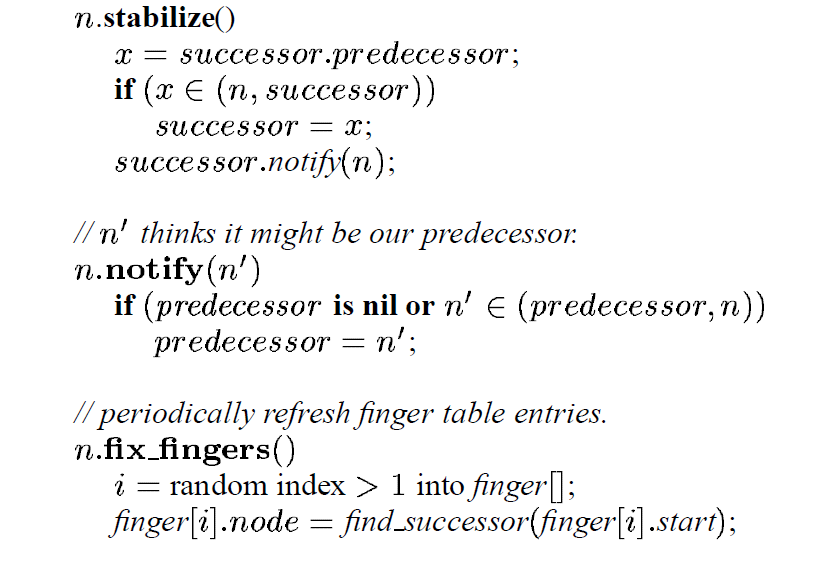 n.stabilize()
x = successor.predecessor;
if (x ∈ (n, successor))
successor = x;
successor.notify(n);
// n′ thinks it might be our predecessor.
n.notify(n′)
if (predecessor is nil or n′ ∈ (predecessor, n))
predecessor = n′;
// periodically refresh finger table entries.
n.fix_fingers()
i = random index > 1 into finger[];
finger[i].node = find_successor(finger[i].start);